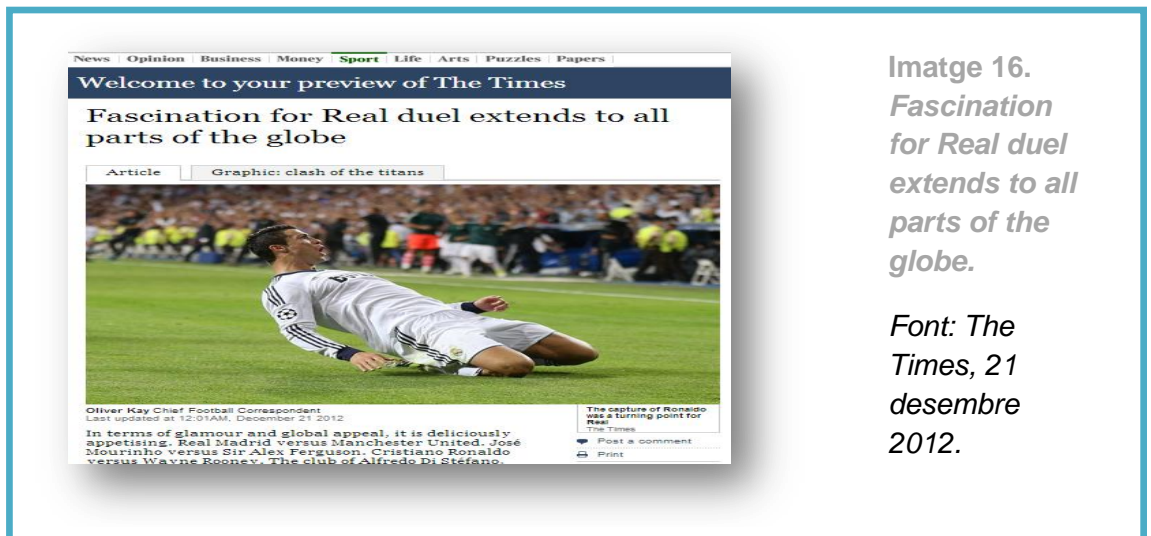 News Opinion Business Money Sport Life Arts Puzzles Papers
Welcome to your preview of The Times
Fascination for Real duel extends to all
parts of the globe
Article Graphic: clash of the titans
Oliver Kay Chief Football Correspondent
Last updated at 12:01AM, December 21 2012
In terms of glamour and global appeal, it is deliciously
appetising. Real Madrid versus Manchester United. José
Mourinho versus Sir Alex Ferguson. Cristiano Ronaldo
versus Wayne Rooney. The club of Alfredo Di Stéfano,
The capture of Ronaldo
was a turning point for
Real
The Times
Post a comment
Print
Imatge 16.
Fascination
for Real duel
extends to all
parts of the
globe.
Font: The
Times, 21
desembre
2012.